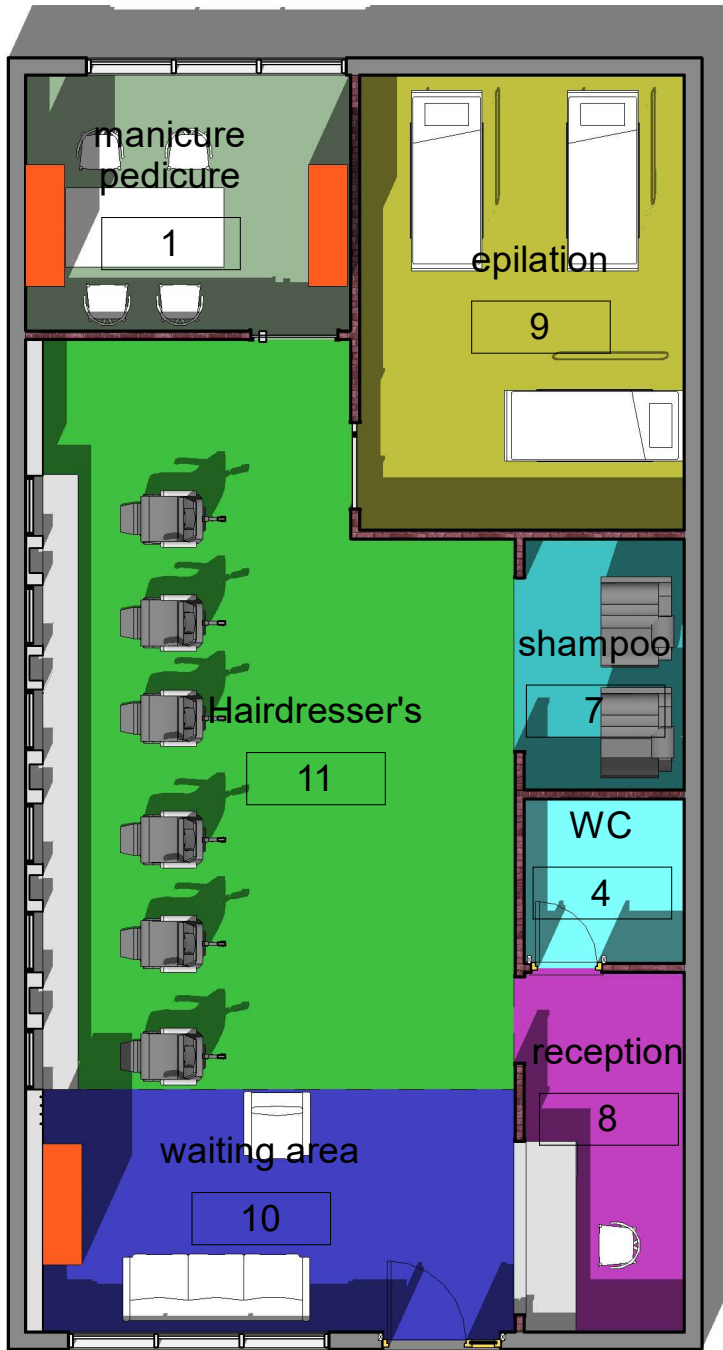 manicure
pedicure
1
epilation
9
shampoo
7
Hairdresser's
11
WC
4
reception
8
waiting area
10